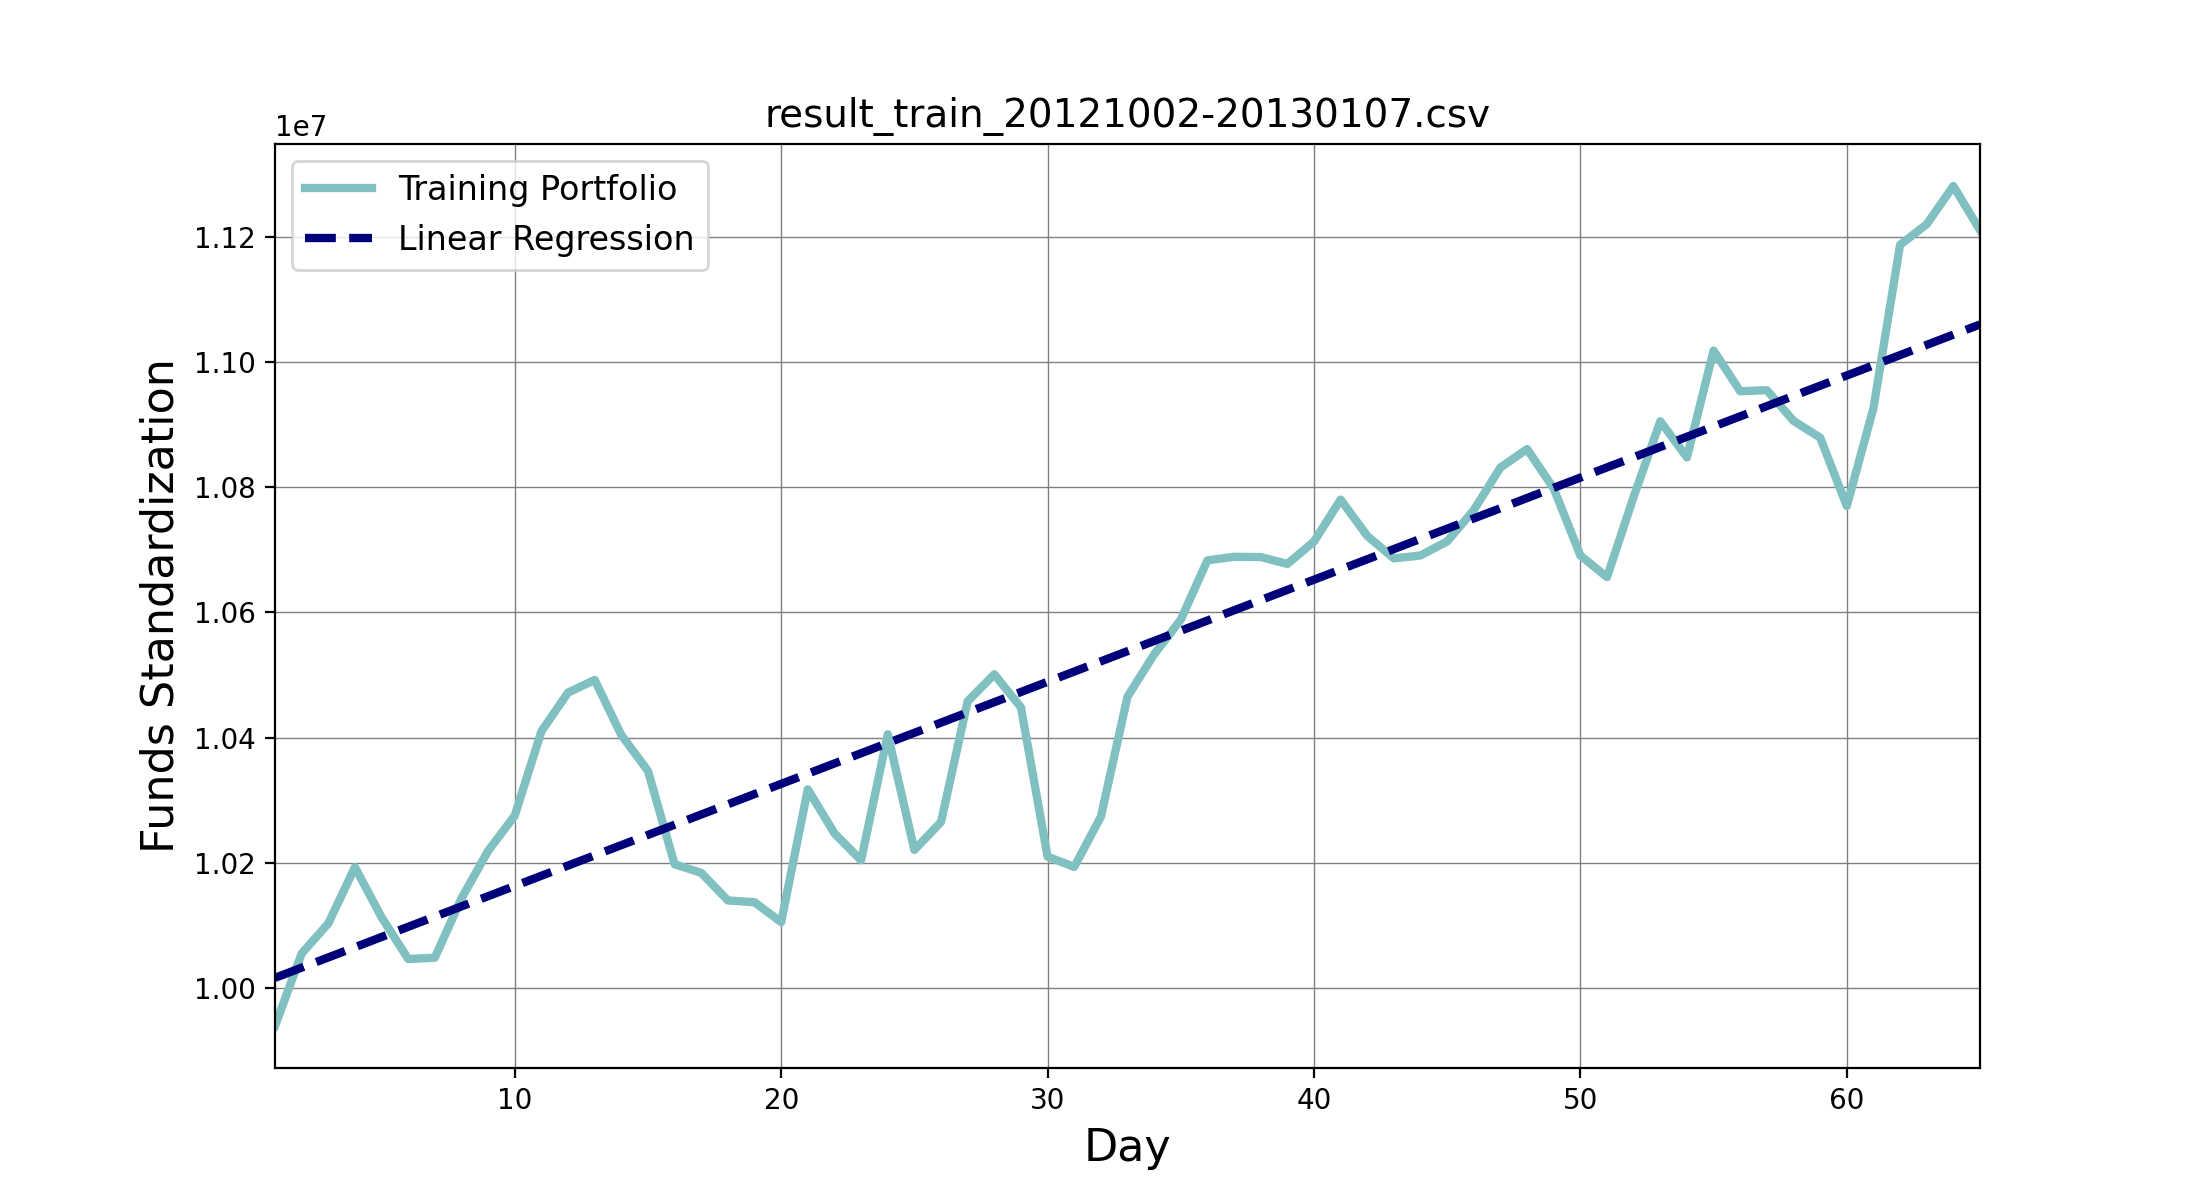 result_train_20121002-20130107.csv
1e7
Training Portfolio
Linear Regression
1.12
1.10
1.08
1.06
1.04
1.02
1.00
Funds Standardization
10 20 30 40 50 60
Day